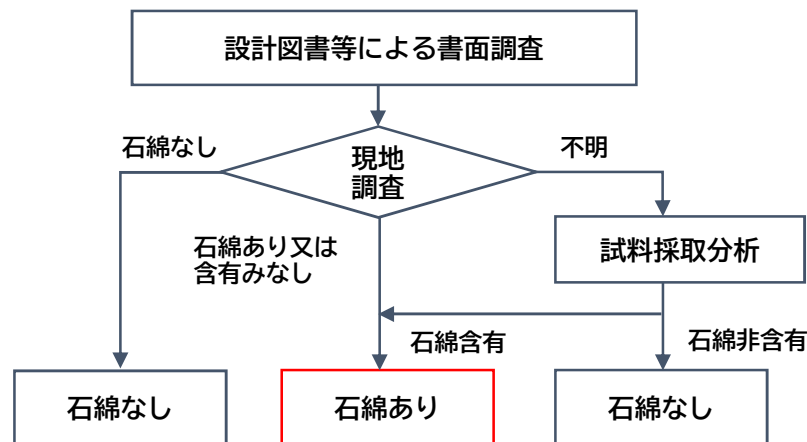 設計図書等による書面調査
石綿なし
現地
調査
不明
石綿あり又は
含有みなし
試料採取分析
石綿含有
石綿非含有
石綿なし
石綿あり
石綿なし